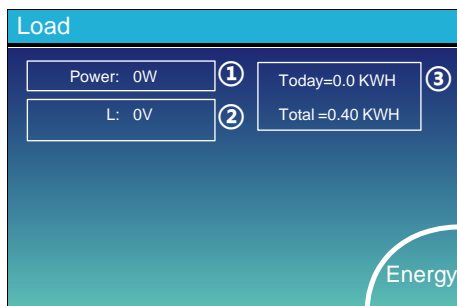 Load
Power: 0W
①
L: 0V
②
Today=0.0 KWH
Total =0.40 KWH
③
Energy